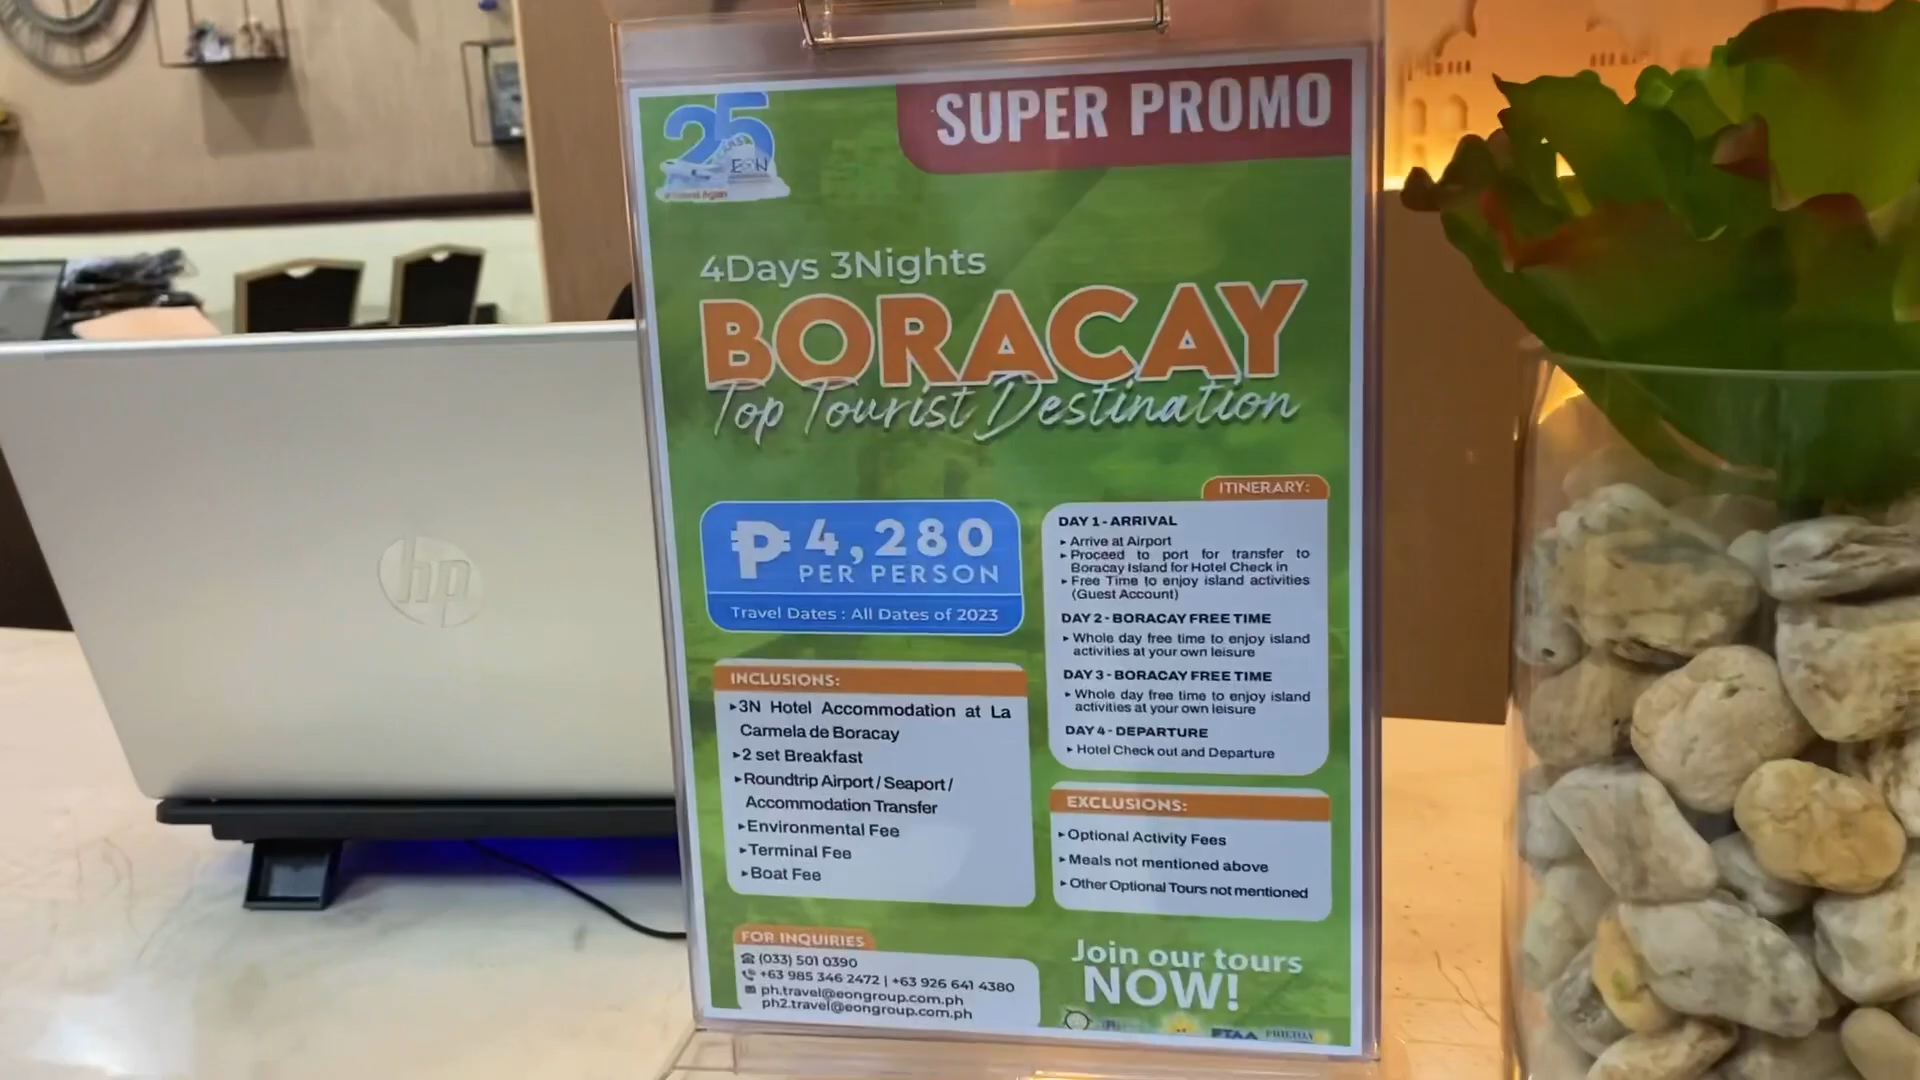 SUPER PROMO
25
YEARS
EON
4Days 3Nights
BORACAY
Top Tourist Destination
₱4,280
PER PERSON
Travel Dates : All Dates of 2023
INCLUSIONS:
▸3N Hotel Accommodation at La
Carmela de Boracay
▸2 set Breakfast
▸Roundtrip Airport / Seaport /
Accommodation Transfer
▸Environmental Fee
▸Terminal Fee
▸Boat Fee
ITINERARY:
DAY 1 - ARRIVAL
▸ Arrive at Airport
▸ Proceed to port for transfer to
Boracay Island for Hotel Check in
▸ Free Time to enjoy island activities
(Guest Account)
DAY 2 - BORACAY FREE TIME
▸ Whole day free time to enjoy island
activities at your own leisure
DAY 3 - BORACAY FREE TIME
▸ Whole day free time to enjoy island
activities at your own leisure
DAY 4 - DEPARTURE
▸ Hotel Check out and Departure
EXCLUSIONS:
▸ Optional Activity Fees
▸ Meals not mentioned above
▸ Other Optional Tours not mentioned
FOR INQUIRIES
(033) 501 0390
+63 985 346 2472 | +63 926 641 4380
ph.travel@eongroup.com.ph
ph2.travel@eongroup.com.ph
Join our tours
NOW!
PTAA
hp